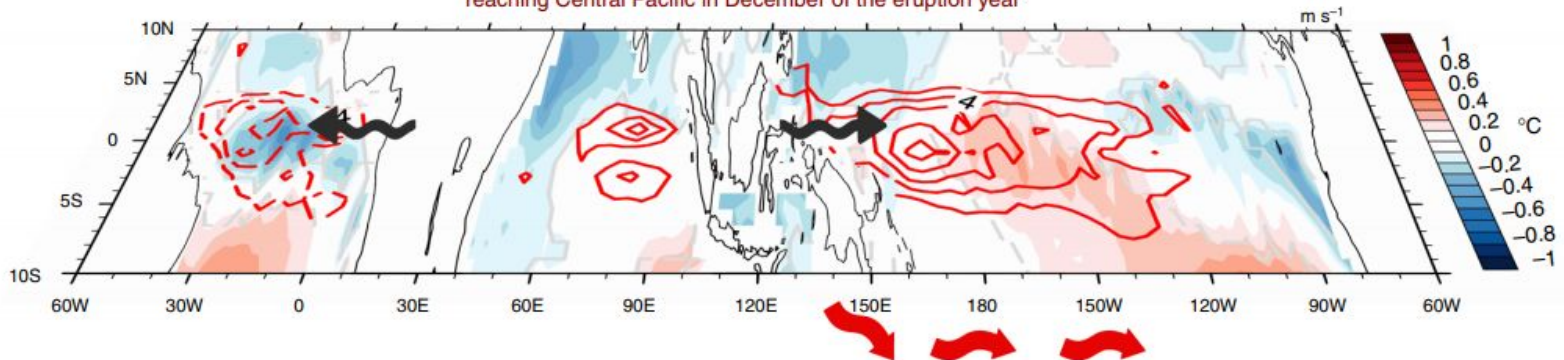 reaching Central Pacific in December of the eruption year
m s⁻¹
10N
5N
0
5S
10S
60W 30W 0 30E 60E 90E 120E 150E 180 150W 120W 90W 60W
4
1
0.8
0.6
0.4
0.2
0
−0.2
−0.4
−0.6
−0.8
−1
°C